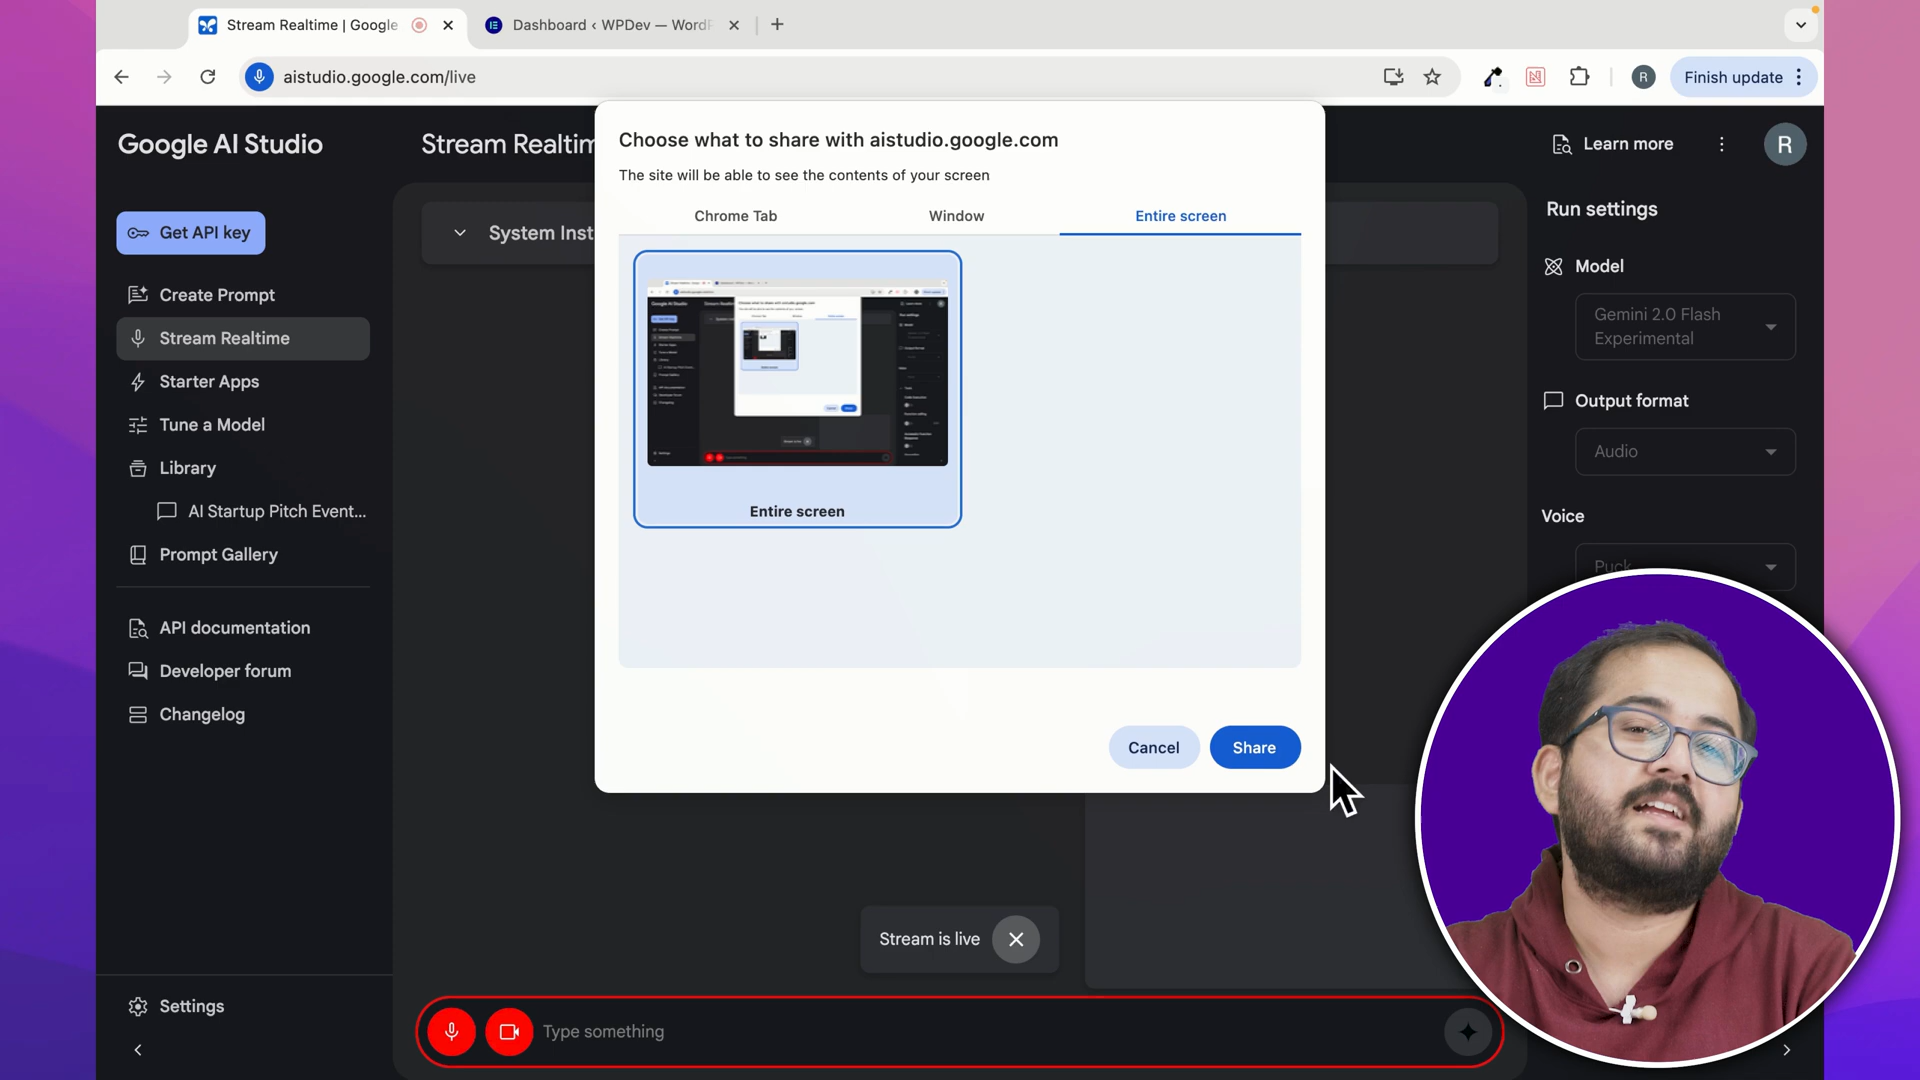 Stream Realtime | Google
Dashboard ‹ WPDev — WordP
aistudio.google.com/live
R
Finish update
Google AI Studio
Stream Realtim
Learn more
R
Get API key
Create Prompt
Stream Realtime
Starter Apps
Tune a Model
Library
AI Startup Pitch Event...
Prompt Gallery
API documentation
Developer forum
Changelog
Settings
System Inst
Choose what to share with aistudio.google.com
The site will be able to see the contents of your screen
Chrome Tab
Window
Entire screen
Entire screen
Cancel
Share
Stream is live
Type something
Run settings
Model
Gemini 2.0 Flash
Experimental
Output format
Audio
Voice
Puck